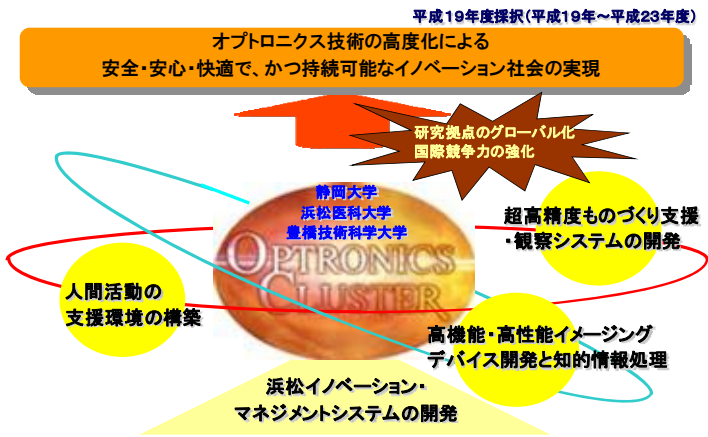 平成19年度採択(平成19年～平成23年度)
オプトロニクス技術の高度化による
安全・安心・快適で、かつ持続可能なイノベーション社会の実現
研究拠点のグローバル化
国際競争力の強化
静岡大学
浜松医科大学
豊橋技術科学大学
OPTRONICS
CLUSTER
超高精度ものづくり支援
・観察システムの開発
人間活動の
支援環境の構築
高機能・高性能イメージング
デバイス開発と知的情報処理
浜松イノベーション・
マネジメントシステムの開発